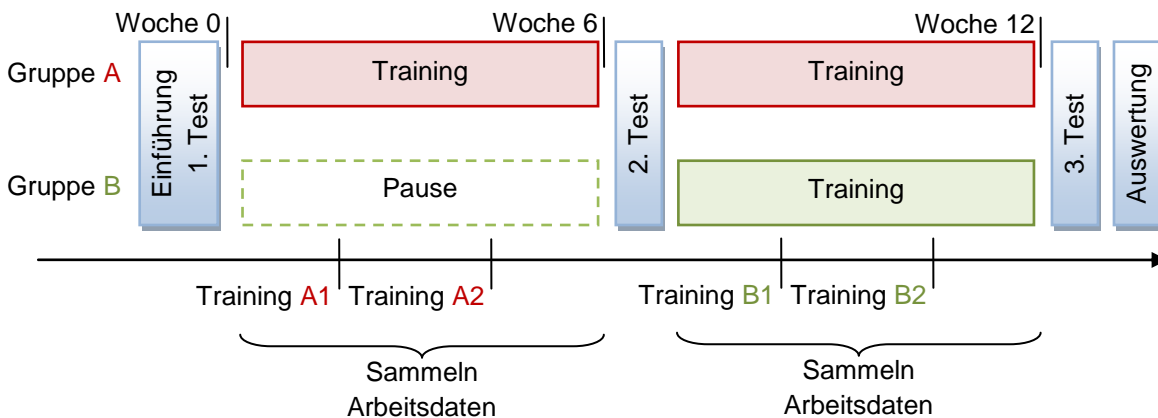 Woche 0
Woche 6
Woche 12
Gruppe A
Training
Training
Einführung
1. Test
2. Test
3. Test
Auswertung
Gruppe B
Pause
Training
Training A1
Training A2
Training B1
Training B2
Sammeln
Arbeitsdaten
Sammeln
Arbeitsdaten